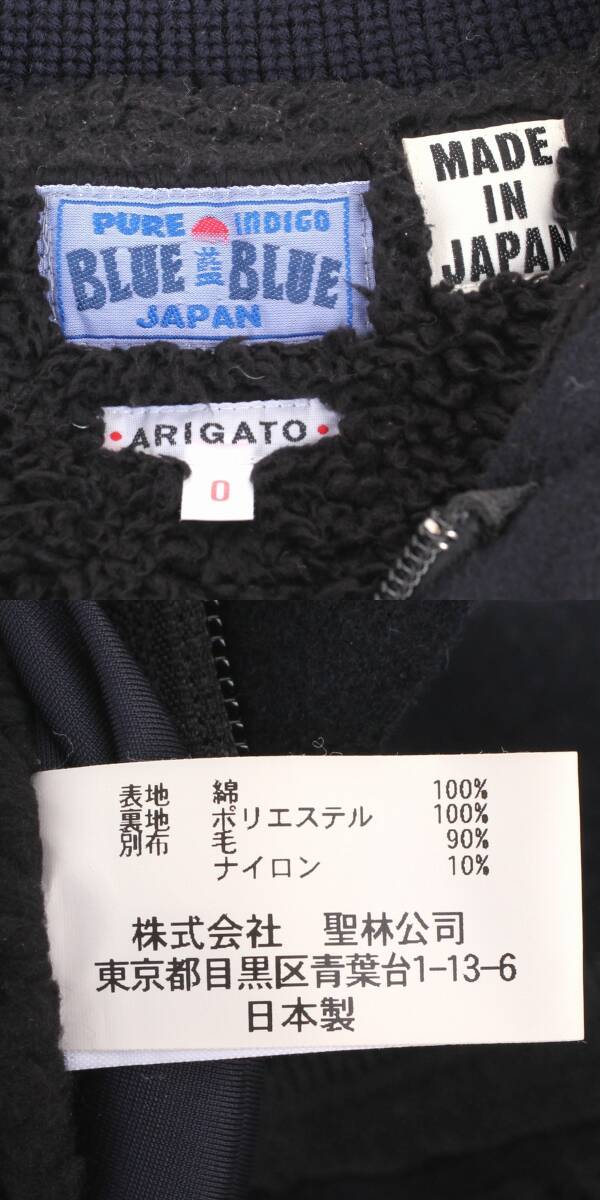 PURE INDIGO
BLUE 藍 BLUE
JAPAN
MADE
IN
JAPAN
•ARIGATO•
0
表地 綿 100%
裏地 ポリエステル 100%
別布 毛 90%
ナイロン 10%
株式会社 聖林公司
東京都目黒区青葉台1-13-6
日本製